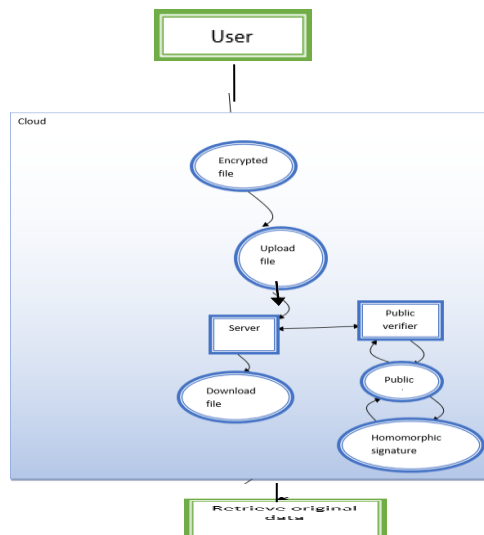 User
Cloud
Encrypted
file
Upload
file
Server
Public
verifier
Download
file
Public
Homomorphic
signature
Retrieve original
data